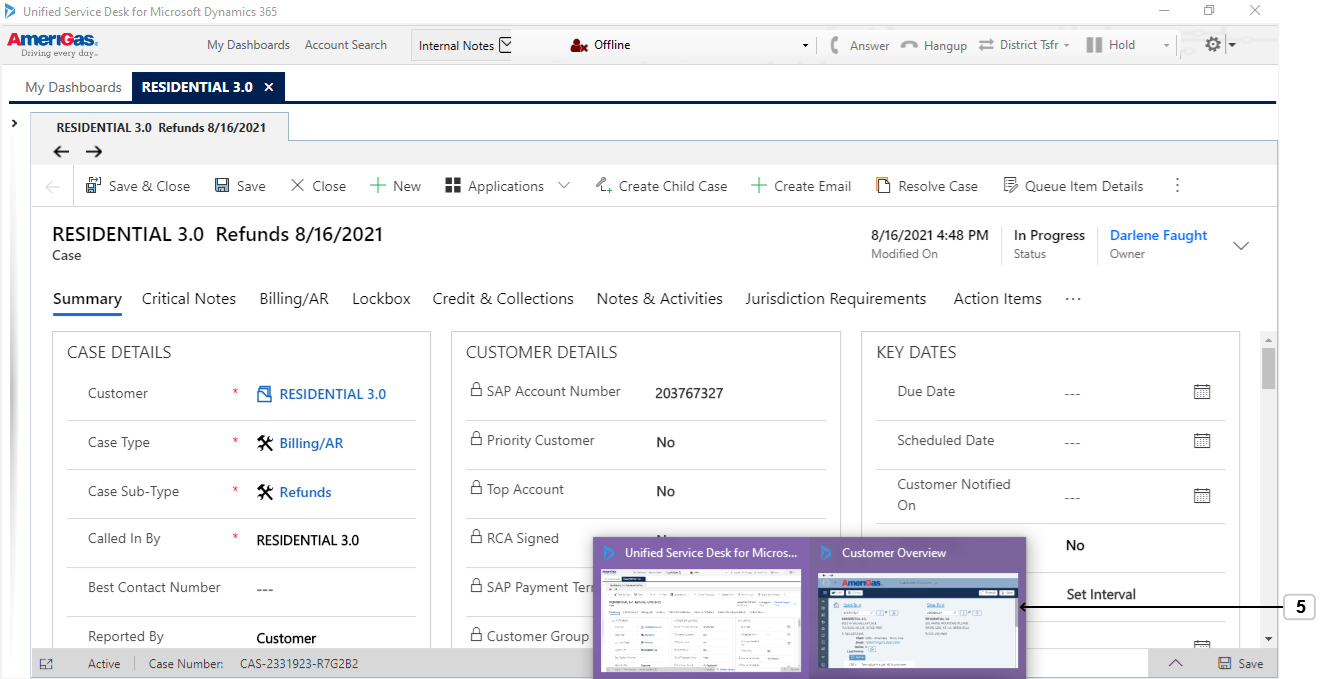 Unified Service Desk for Microsoft Dynamics 365
AmeriGas
Driving every day
My Dashboards Account Search Internal Notes Offline Answer Hangup District Tsfr Hold
My Dashboards RESIDENTIAL 3.0 ×
RESIDENTIAL 3.0 Refunds 8/16/2021
Save & Close Save Close New Applications Create Child Case Create Email Resolve Case Queue Item Details
RESIDENTIAL 3.0 Refunds 8/16/2021
Case
8/16/2021 4:48 PM In Progress Darlene Faught
Modified On Status Owner
Summary Critical Notes Billing/AR Lockbox Credit & Collections Notes & Activities Jurisdiction Requirements Action Items ...
CASE DETAILS
Customer * RESIDENTIAL 3.0
Case Type * Billing/AR
Case Sub-Type * Refunds
Called In By * RESIDENTIAL 3.0
Best Contact Number ---
Reported By Customer
CUSTOMER DETAILS
SAP Account Number 203767327
Priority Customer No
Top Account No
RCA Signed
SAP Payment Ter
Customer Group
KEY DATES
Due Date ---
Scheduled Date ---
Customer Notified
On ---
No
Set Interval
Unified Service Desk for Micros...
Customer Overview
AmeriGas
5
Active Case Number: CAS-2331923-R7G2B2 Save